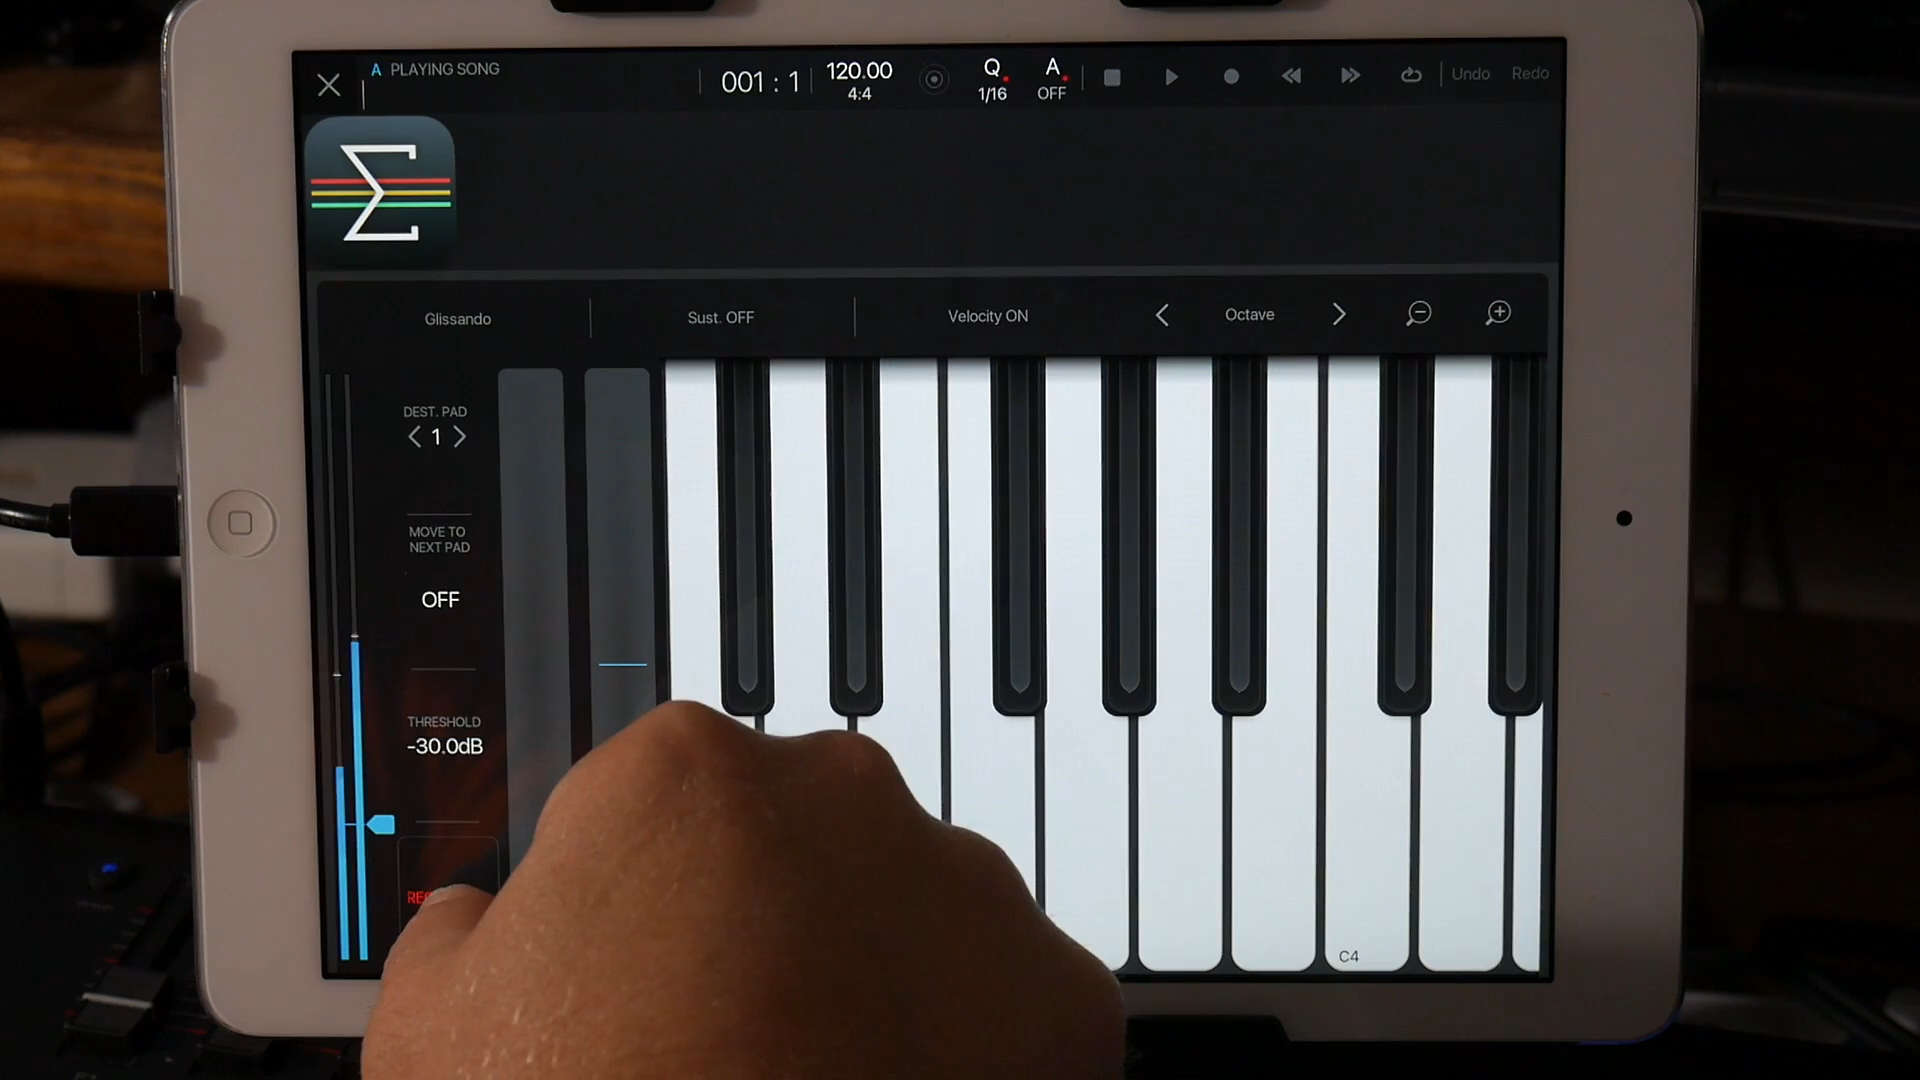 A PLAYING SONG
001 : 1
120.00
4:4
Q
1/16
A
OFF
Undo
Redo
Σ
Glissando
Sust. OFF
Velocity ON
Octave
DEST. PAD
1
MOVE TO
NEXT PAD
OFF
THRESHOLD
-30.0dB
C4